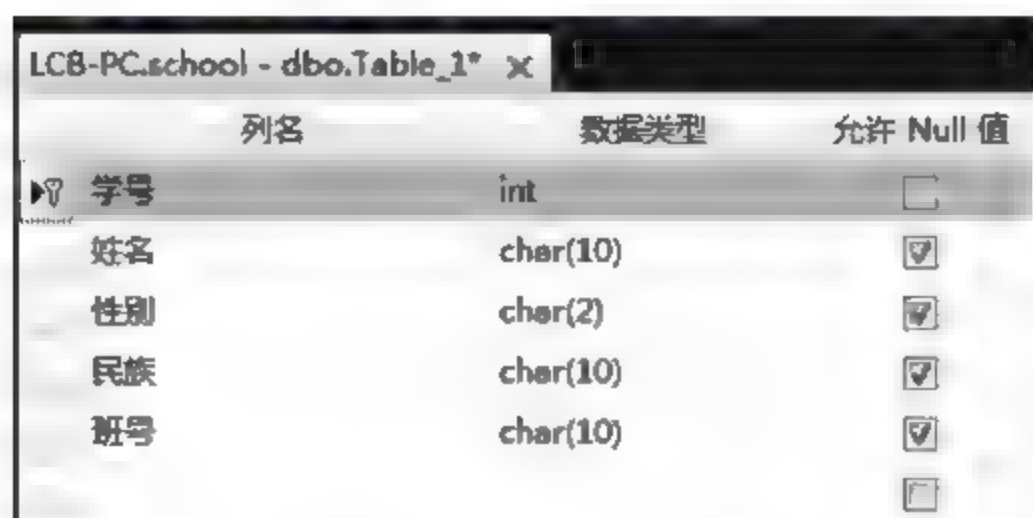 LCB-PC.school - dbo.Table_1* ×
列名 数据类型 允许 Null 值
学号 int
姓名 char(10)
性别 char(2)
民族 char(10)
班号 char(10)